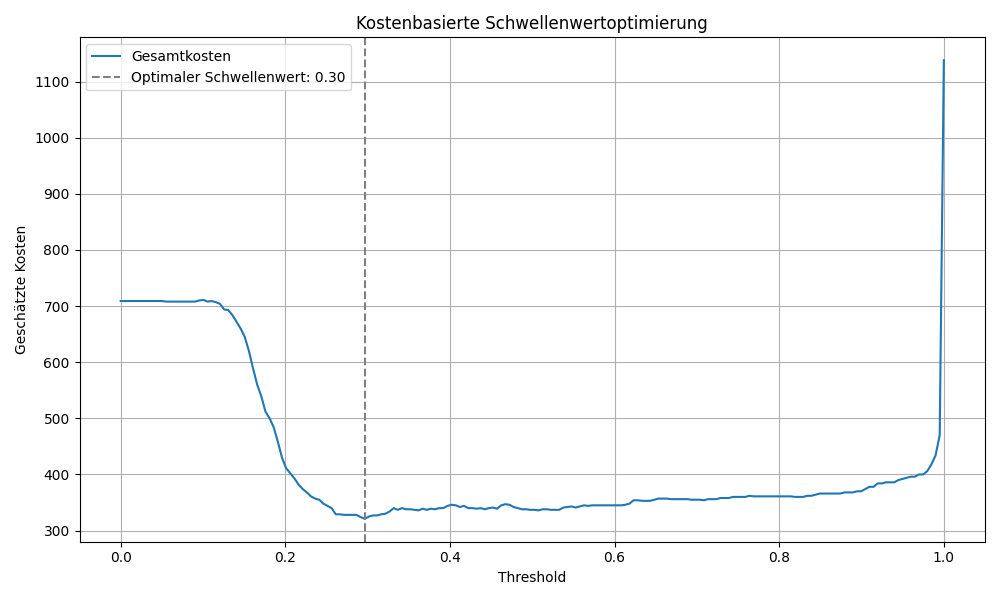 Kostenbasierte Schwellenwertoptimierung
Gesamtkosten
Optimaler Schwellenwert: 0.30
Geschätzte Kosten
1100
1000
900
800
700
600
500
400
300
0.0 0.2 0.4 0.6 0.8 1.0
Threshold